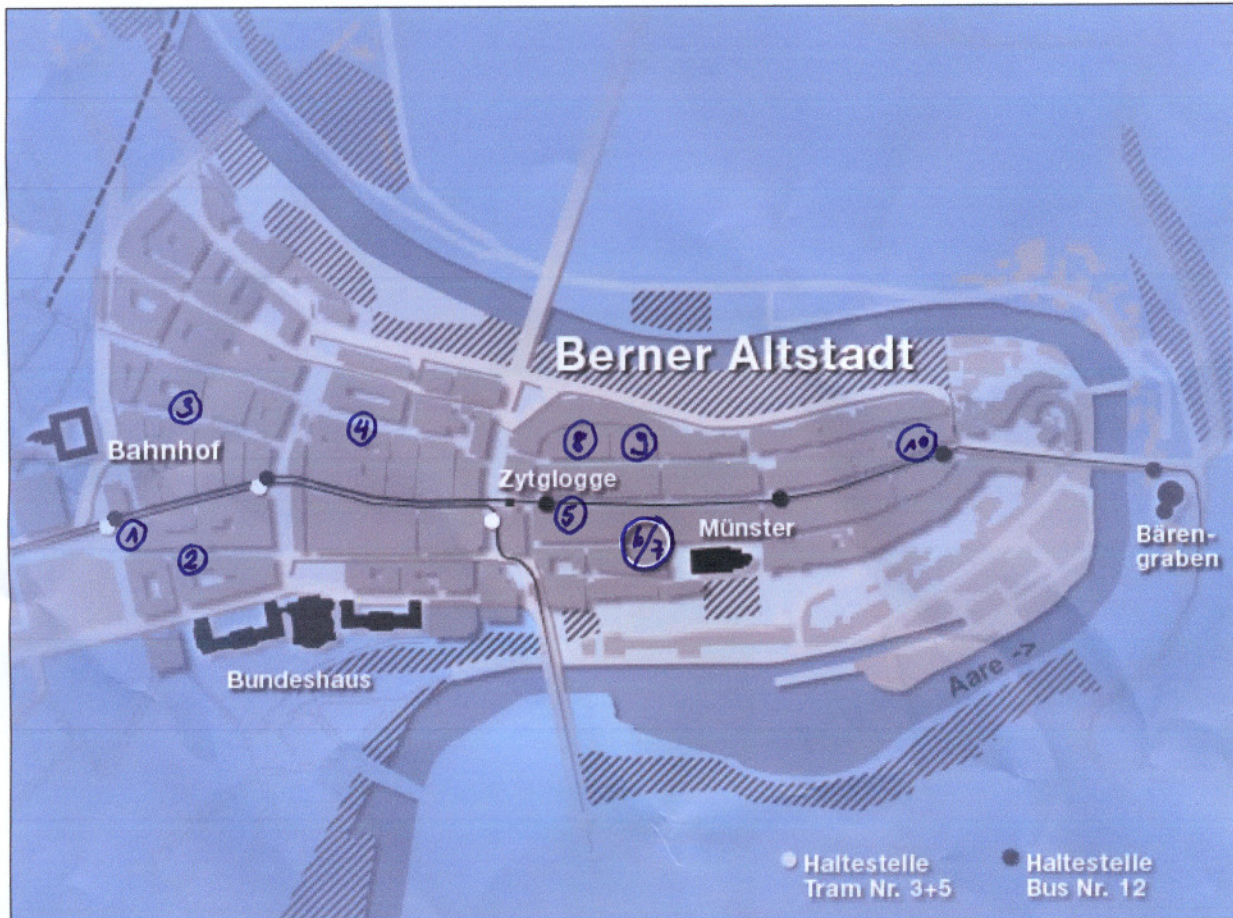 Berner Altstadt
3
4
8
9
10
Bahnhof
Zytglogge
1
5
Münster
6/7
2
Bären-
graben
Bundeshaus
Aare ->
Haltestelle
Tram Nr. 3+5
Haltestelle
Bus Nr. 12